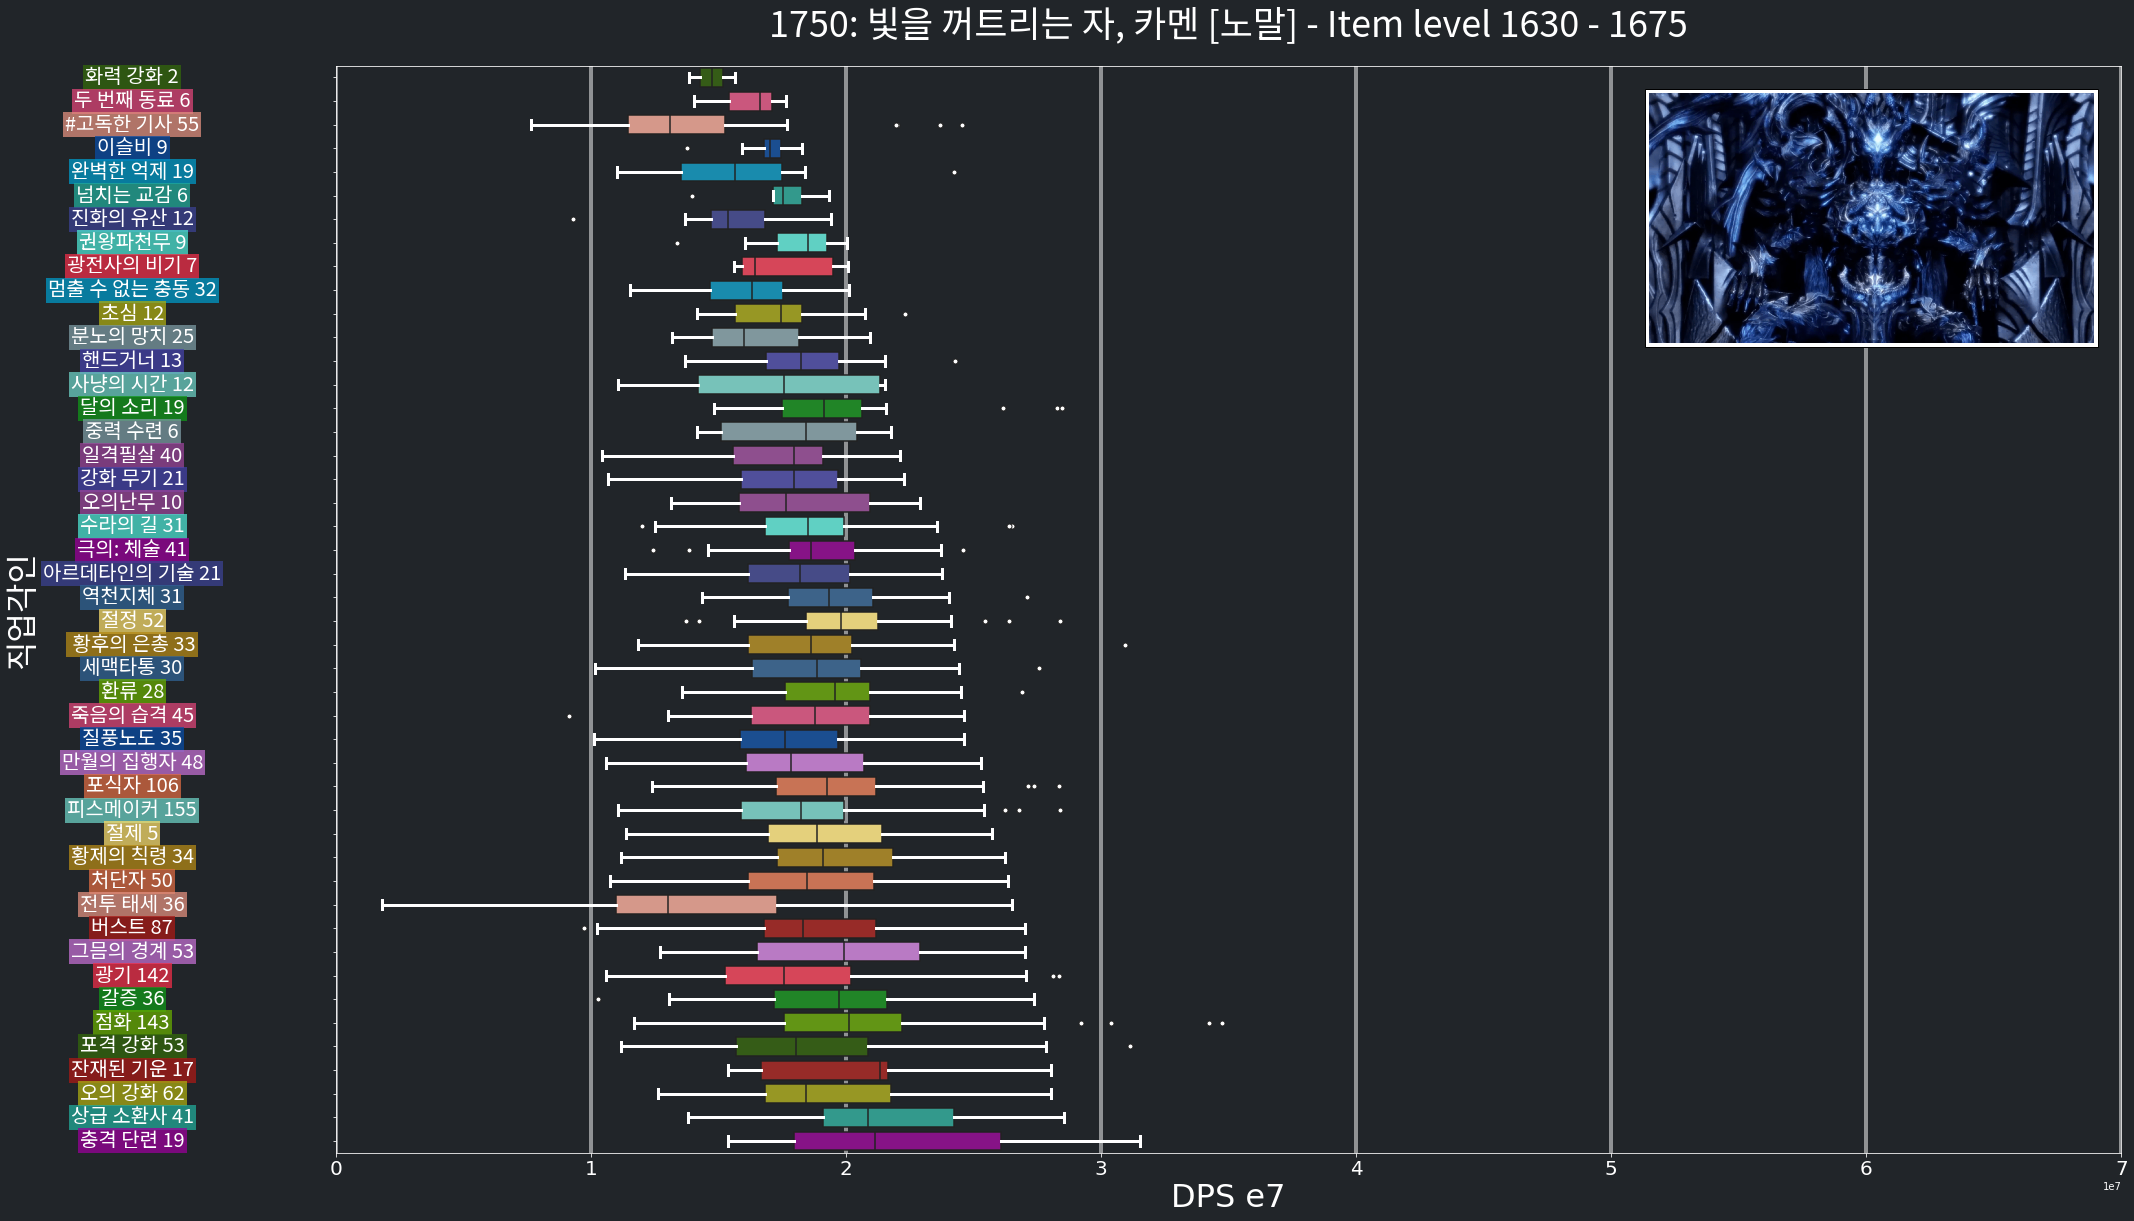 1750: 빛을 꺼트리는 자, 카멘 [노말] - Item level 1630 - 1675
직업각인
화력 강화 2
두 번째 동료 6
#고독한 기사 55
이슬비 9
완벽한 억제 19
넘치는 교감 6
진화의 유산 12
권왕파천무 9
광전사의 비기 7
멈출 수 없는 충동 32
초심 12
분노의 망치 25
핸드거너 13
사냥의 시간 12
달의 소리 19
중력 수련 6
일격필살 40
강화 무기 21
오의난무 10
수라의 길 31
극의: 체술 41
아르데타인의 기술 21
역천지체 31
절정 52
황후의 은총 33
세맥타통 30
환류 28
죽음의 습격 45
질풍노도 35
만월의 집행자 48
포식자 106
피스메이커 155
절제 5
황제의 칙령 34
처단자 50
전투 태세 36
버스트 87
그믐의 경계 53
광기 142
갈증 36
점화 143
포격 강화 53
잔재된 기운 17
오의 강화 62
상급 소환사 41
충격 단련 19
0 1 2 3 4 5 6 7
1e7
DPS e7